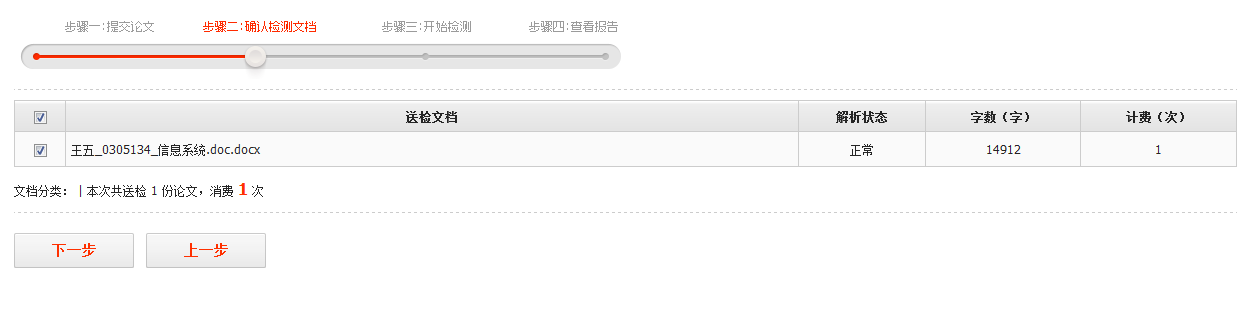 步骤一:提交论文 步骤二:确认检测文档 步骤三:开始检测 步骤四:查看报告
送检文档 解析状态 字数（字） 计费（次）
王五_0305134_信息系统.doc.docx 正常 14912 1
文档分类： | 本次共送检 1 份论文，消费 1 次
下一步 上一步